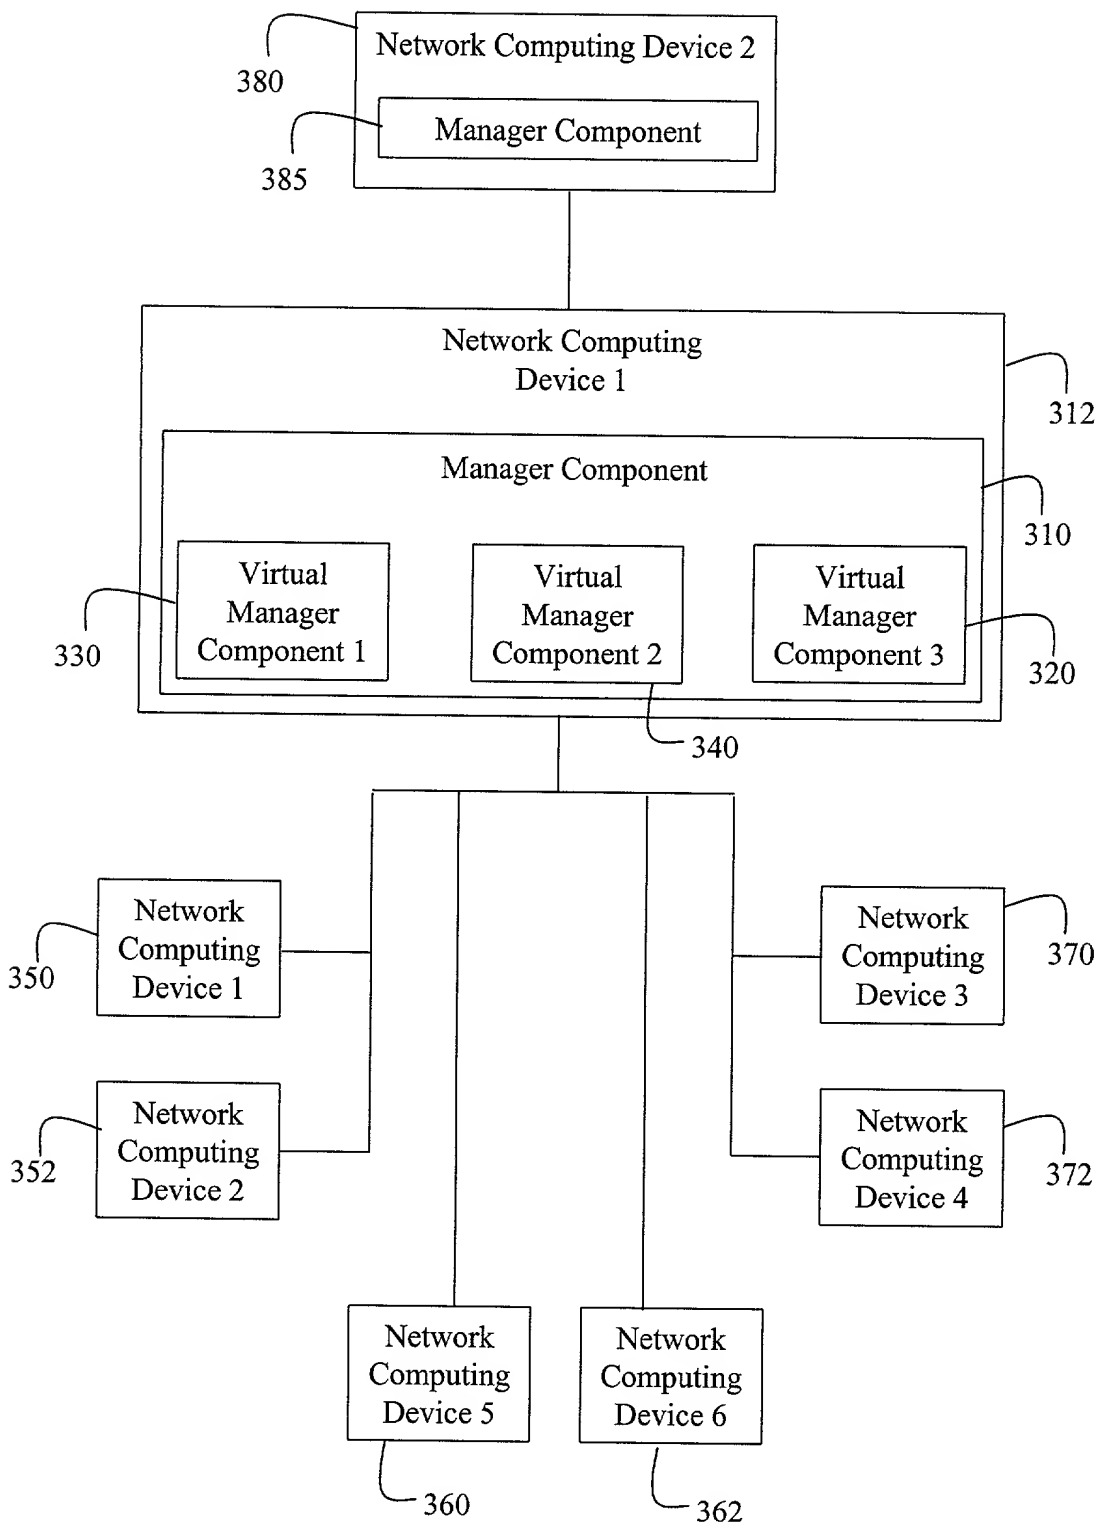 Network Computing Device 2
380
Manager Component
385
Network Computing
Device 1
312
Manager Component
310
Virtual
Manager
Component 1
330
Virtual
Manager
Component 2
340
Virtual
Manager
Component 3
320
Network
Computing
Device 1
350
Network
Computing
Device 3
370
Network
Computing
Device 2
352
Network
Computing
Device 4
372
Network
Computing
Device 5
360
Network
Computing
Device 6
362